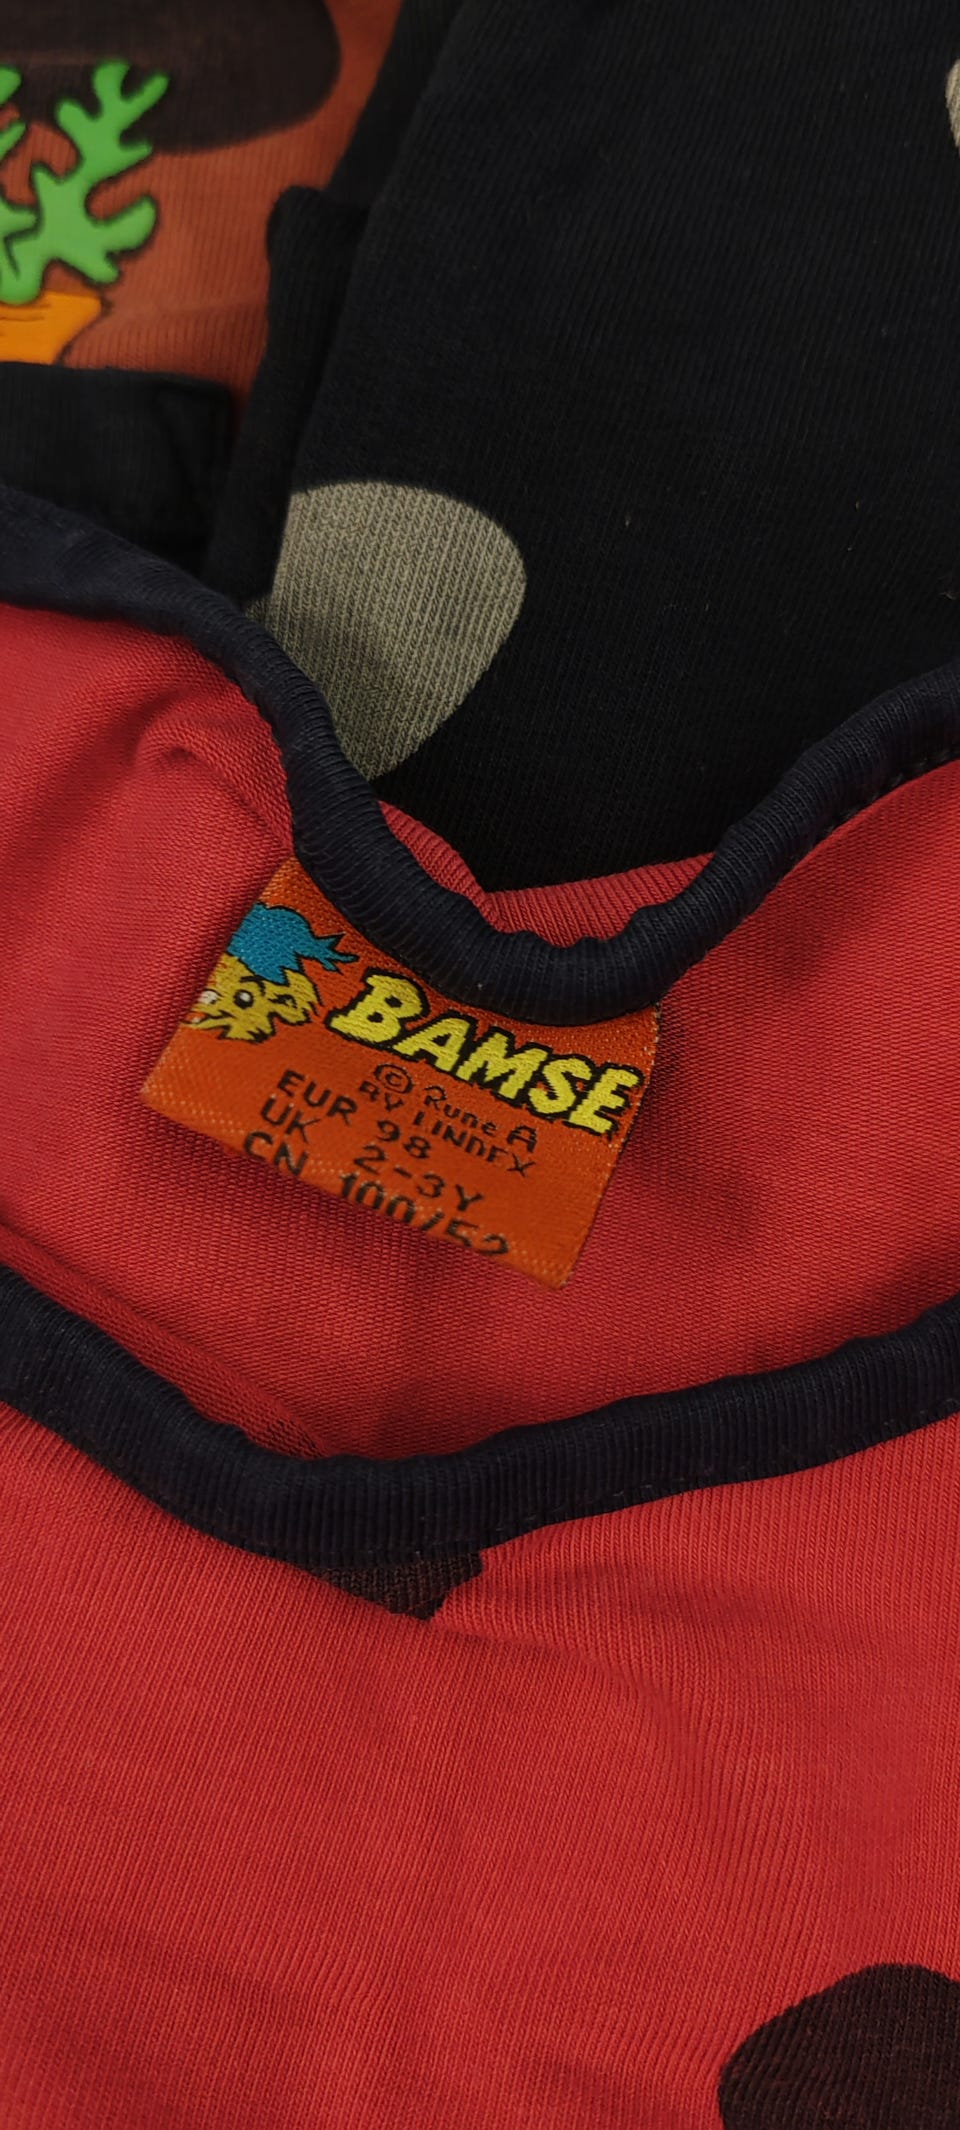 BAMSE
© Rune A
BY LINDEX
EUR 98
UK 2-3Y
CN 100/52